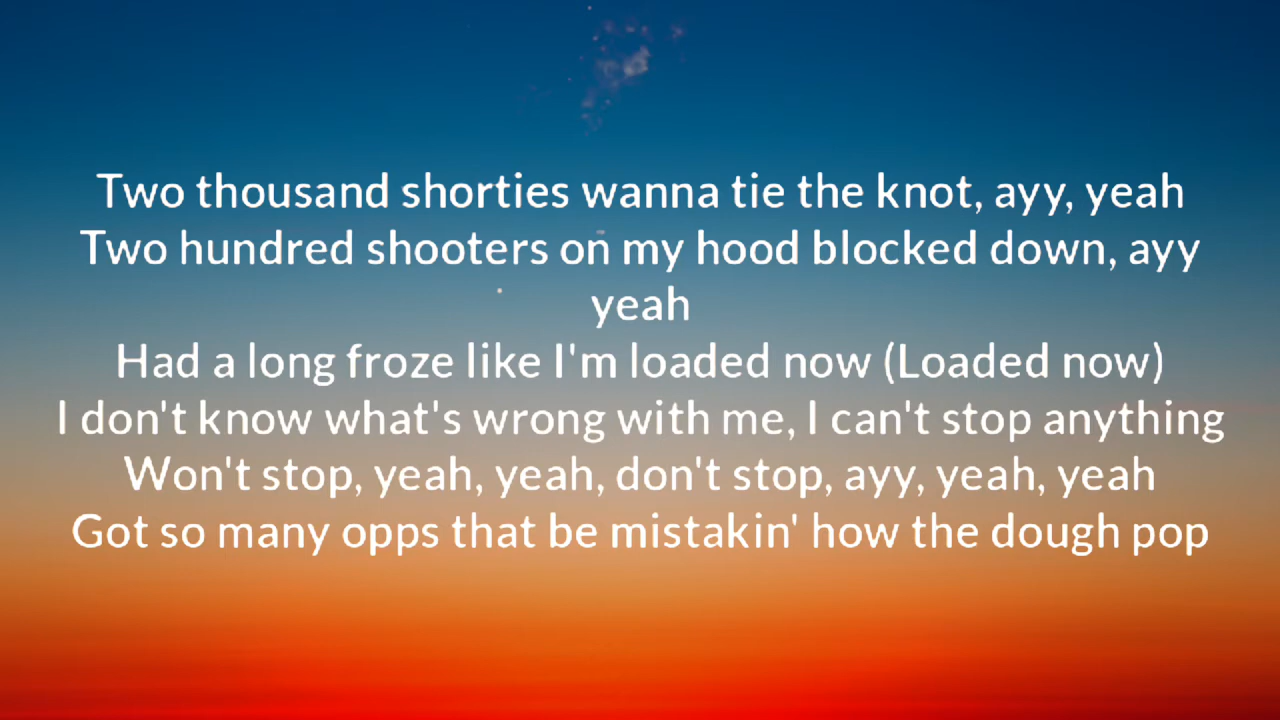 Two thousand shorties wanna tie the knot, ayy, yeah
Two hundred shooters on my hood blocked down, ayy
yeah
Had a long froze like I'm loaded now (Loaded now)
I don't know what's wrong with me, I can't stop anything
Won't stop, yeah, yeah, don't stop, ayy, yeah, yeah
Got so many opps that be mistakin' how the dough pop